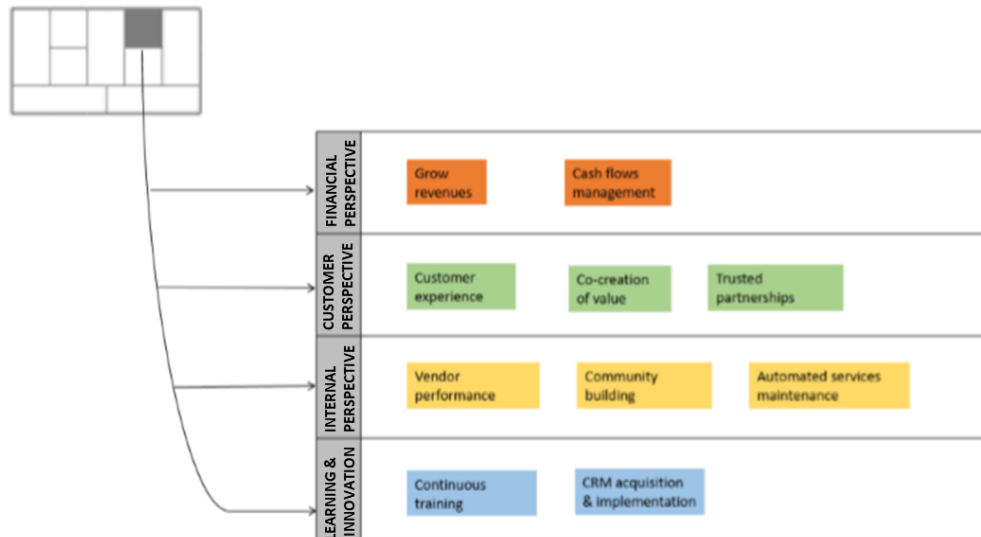 FINANCIAL
PERSPECTIVE
Grow
revenues
Cash flows
management
CUSTOMER
PERSPECTIVE
Customer
experience
Co-creation
of value
Trusted
partnerships
INTERNAL
PERSPECTIVE
Vendor
performance
Community
building
Automated services
maintenance
LEARNING &
INNOVATION
Continuous
training
CRM acquisition
& implementation